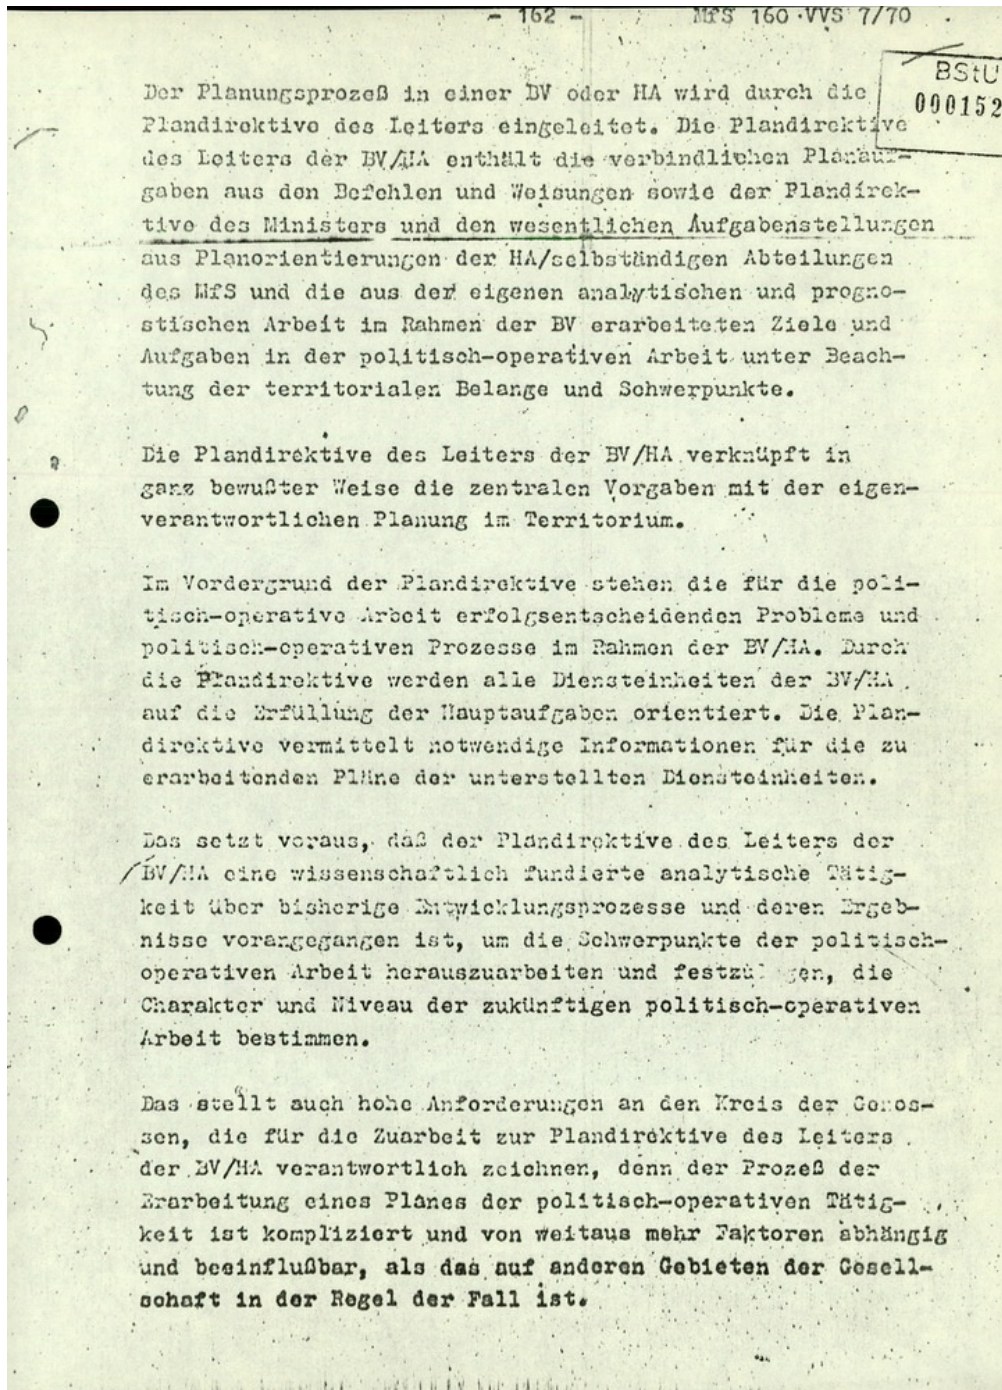 - 162 -
MfS 160·VVS 7/70
BStU
000152
Der Planungsprozeß in einer BV oder HA wird durch die
Plandirektive des Leiters eingeleitet. Die Plandirektive
des Leiters der BV/HA enthält die verbindlichen Planauf-
gaben aus den Befehlen und Weisungen sowie der Plandirek-
tive des Ministers und den wesentlichen Aufgabenstellungen
aus Planorientierungen der HA/selbständigen Abteilungen
des MfS und die aus der eigenen analytischen und progno-
stischen Arbeit im Rahmen der BV erarbeiteten Ziele und
Aufgaben in der politisch-operativen Arbeit unter Beach-
tung der territorialen Belange und Schwerpunkte.
Die Plandirektive des Leiters der BV/HA verknüpft in
ganz bewußter Weise die zentralen Vorgaben mit der eigen-
verantwortlichen Planung im Territorium.
Im Vordergrund der Plandirektive stehen die für die poli-
tisch-operative Arbeit erfolgsentscheidenden Probleme und
politisch-operativen Prozesse im Rahmen der BV/HA. Durch
die Plandirektive werden alle Diensteinheiten der BV/HA
auf die Erfüllung der Hauptaufgaben orientiert. Die Plan-
direktive vermittelt notwendige Informationen für die zu
erarbeitenden Pläne der unterstellten Diensteinheiten.
Das setzt voraus, daß der Plandirektive des Leiters der
BV/HA eine wissenschaftlich fundierte analytische Tätig-
keit über bisherige Entwicklungsprozesse und deren Ergeb-
nisse vorangegangen ist, um die Schwerpunkte der politisch-
operativen Arbeit herauszuarbeiten und die
Charakter und Niveau der zukünftigen politisch-operativen
Arbeit bestimmen.
Das stellt auch hohe Anforderungen an den Kreis der Genos-
sen, die für die Zuarbeit zur Plandirektive des Leiters
der BV/HA verantwortlich zeichnen, denn der Prozeß der
Erarbeitung eines Planes der politisch-operativen Tätig-
keit ist kompliziert und von weitaus mehr Faktoren abhängig
und beeinflußbar, als das auf anderen Gebieten der Gesell-
schaft in der Regel der Fall ist.